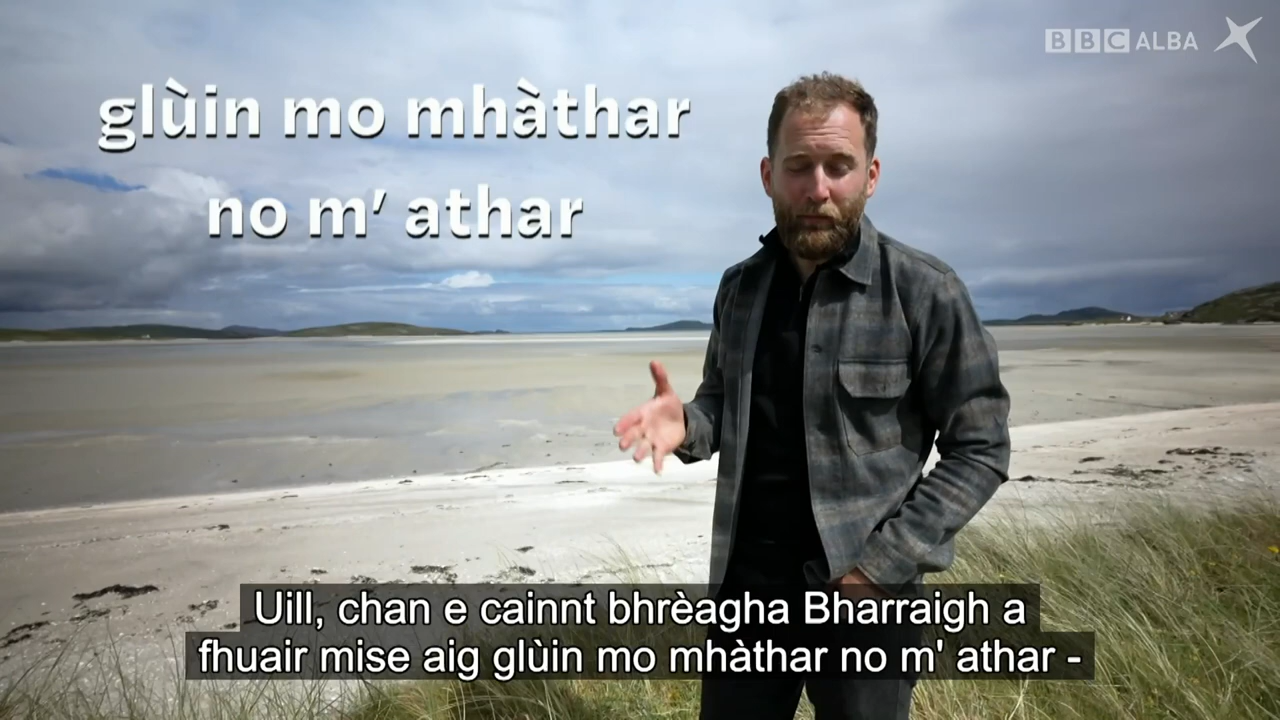 BBC ALBA
glùin mo mhàthar
no m’ athar
Uill, chan e cainnt bhrèagha Bharraigh a
fhuair mise aig glùin mo mhàthar no m' athar -